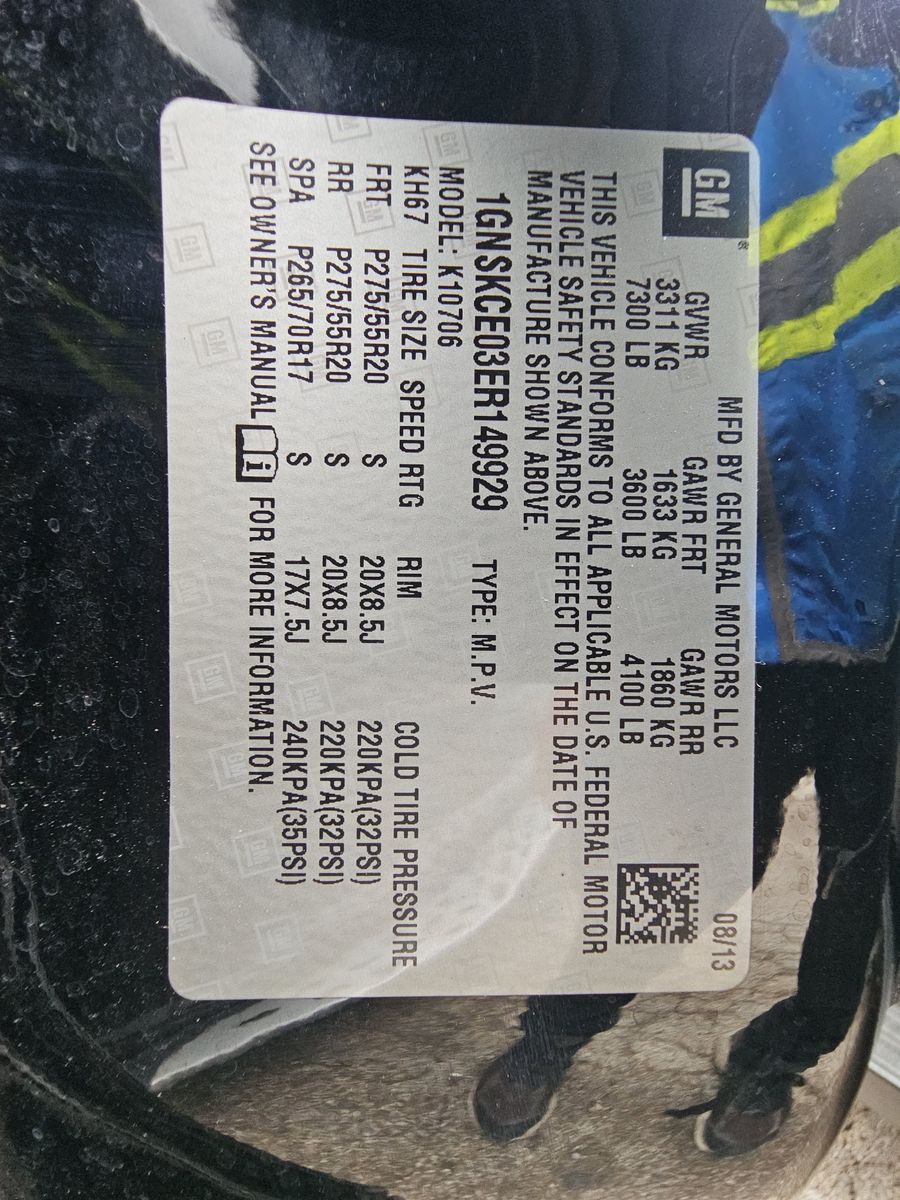 GM®
MFD BY GENERAL MOTORS LLC 08/13
GVWR GAWR FRT GAWR RR
3311 KG 1633 KG 1860 KG
7300 LB 3600 LB 4100 LB
THIS VEHICLE CONFORMS TO ALL APPLICABLE U.S. FEDERAL MOTOR
VEHICLE SAFETY STANDARDS IN EFFECT ON THE DATE OF
MANUFACTURE SHOWN ABOVE.
1GNSKCE03ER149929 TYPE: M.P.V.
MODEL: K10706
KH67 TIRE SIZE SPEED RTG RIM COLD TIRE PRESSURE
FRT P275/55R20 S 20X8.5J 220KPA(32PSI)
RR P275/55R20 S 20X8.5J 220KPA(32PSI)
SPA P265/70R17 S 17X7.5J 240KPA(35PSI)
SEE OWNER'S MANUAL i FOR MORE INFORMATION.